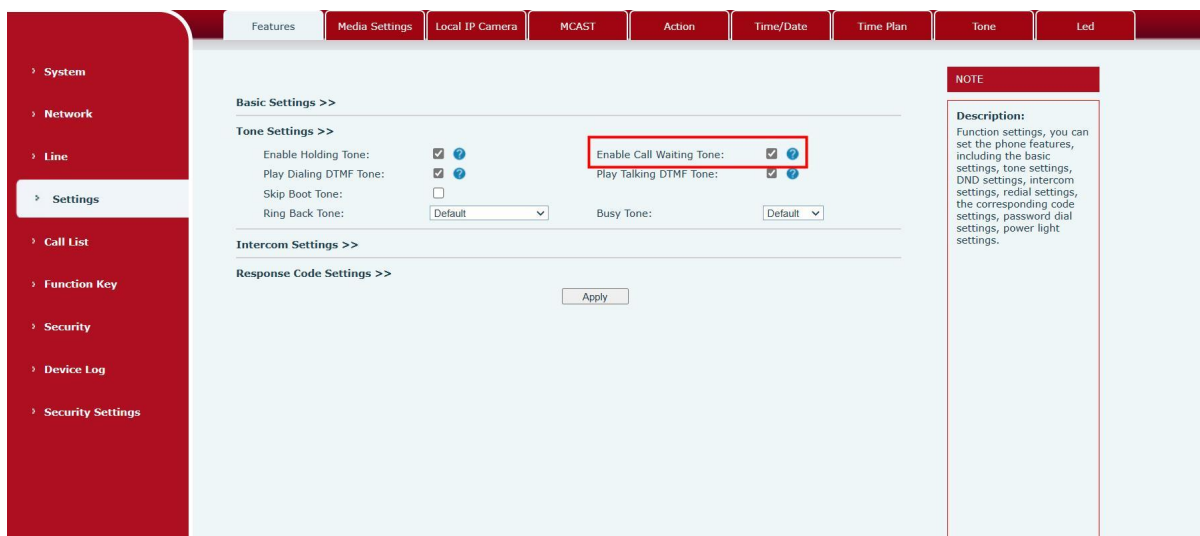 Features Media Settings Local IP Camera MCAST Action Time/Date Time Plan Tone Led
› System
› Network
› Line
› Settings
› Call List
› Function Key
› Security
› Device Log
› Security Settings
Basic Settings >>
Tone Settings >>
Enable Holding Tone: ? Enable Call Waiting Tone: ?
Play Dialing DTMF Tone: ? Play Talking DTMF Tone: ?
Skip Boot Tone:
Ring Back Tone: Default Busy Tone: Default
Intercom Settings >>
Response Code Settings >>
Apply
NOTE
Description:
Function settings, you can
set the phone features,
including the basic
settings, tone settings,
DND settings, intercom
settings, redial settings,
the corresponding code
settings, password dial
settings, power light
settings.